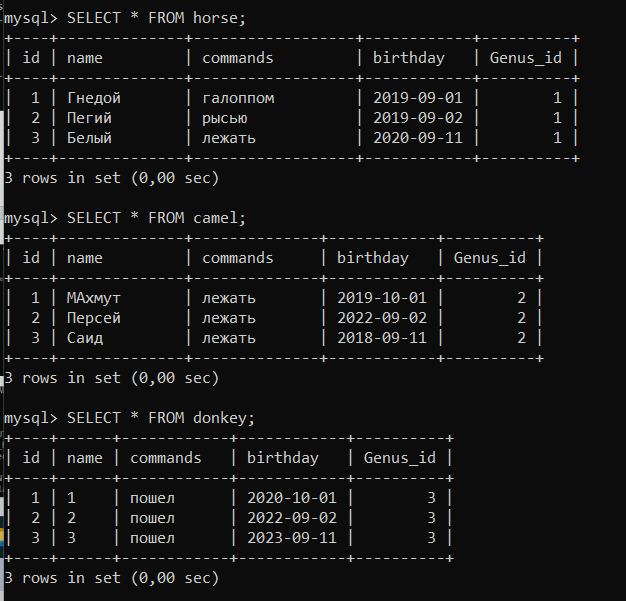 mysql> SELECT * FROM horse;
+----+--------------+------------------+------------+----------+
| id | name         | commands         | birthday   | Genus_id |
+----+--------------+------------------+------------+----------+
|  1 | Гнедой       | галоппом         | 2019-09-01 |        1 |
|  2 | Пегий        | рысью            | 2019-09-02 |        1 |
|  3 | Белый        | лежать           | 2020-09-11 |        1 |
+----+--------------+------------------+------------+----------+
3 rows in set (0,00 sec)
mysql> SELECT * FROM camel;
+----+--------------+--------------+------------+----------+
| id | name         | commands     | birthday   | Genus_id |
+----+--------------+--------------+------------+----------+
|  1 | МАхмут       | лежать       | 2019-10-01 |        2 |
|  2 | Персей       | лежать       | 2022-09-02 |        2 |
|  3 | Саид         | лежать       | 2018-09-11 |        2 |
+----+--------------+--------------+------------+----------+
3 rows in set (0,00 sec)
mysql> SELECT * FROM donkey;
+----+------+------------+------------+----------+
| id | name | commands   | birthday   | Genus_id |
+----+------+------------+------------+----------+
|  1 | 1    | пошел      | 2020-10-01 |        3 |
|  2 | 2    | пошел      | 2022-09-02 |        3 |
|  3 | 3    | пошел      | 2023-09-11 |        3 |
+----+------+------------+------------+----------+
3 rows in set (0,00 sec)